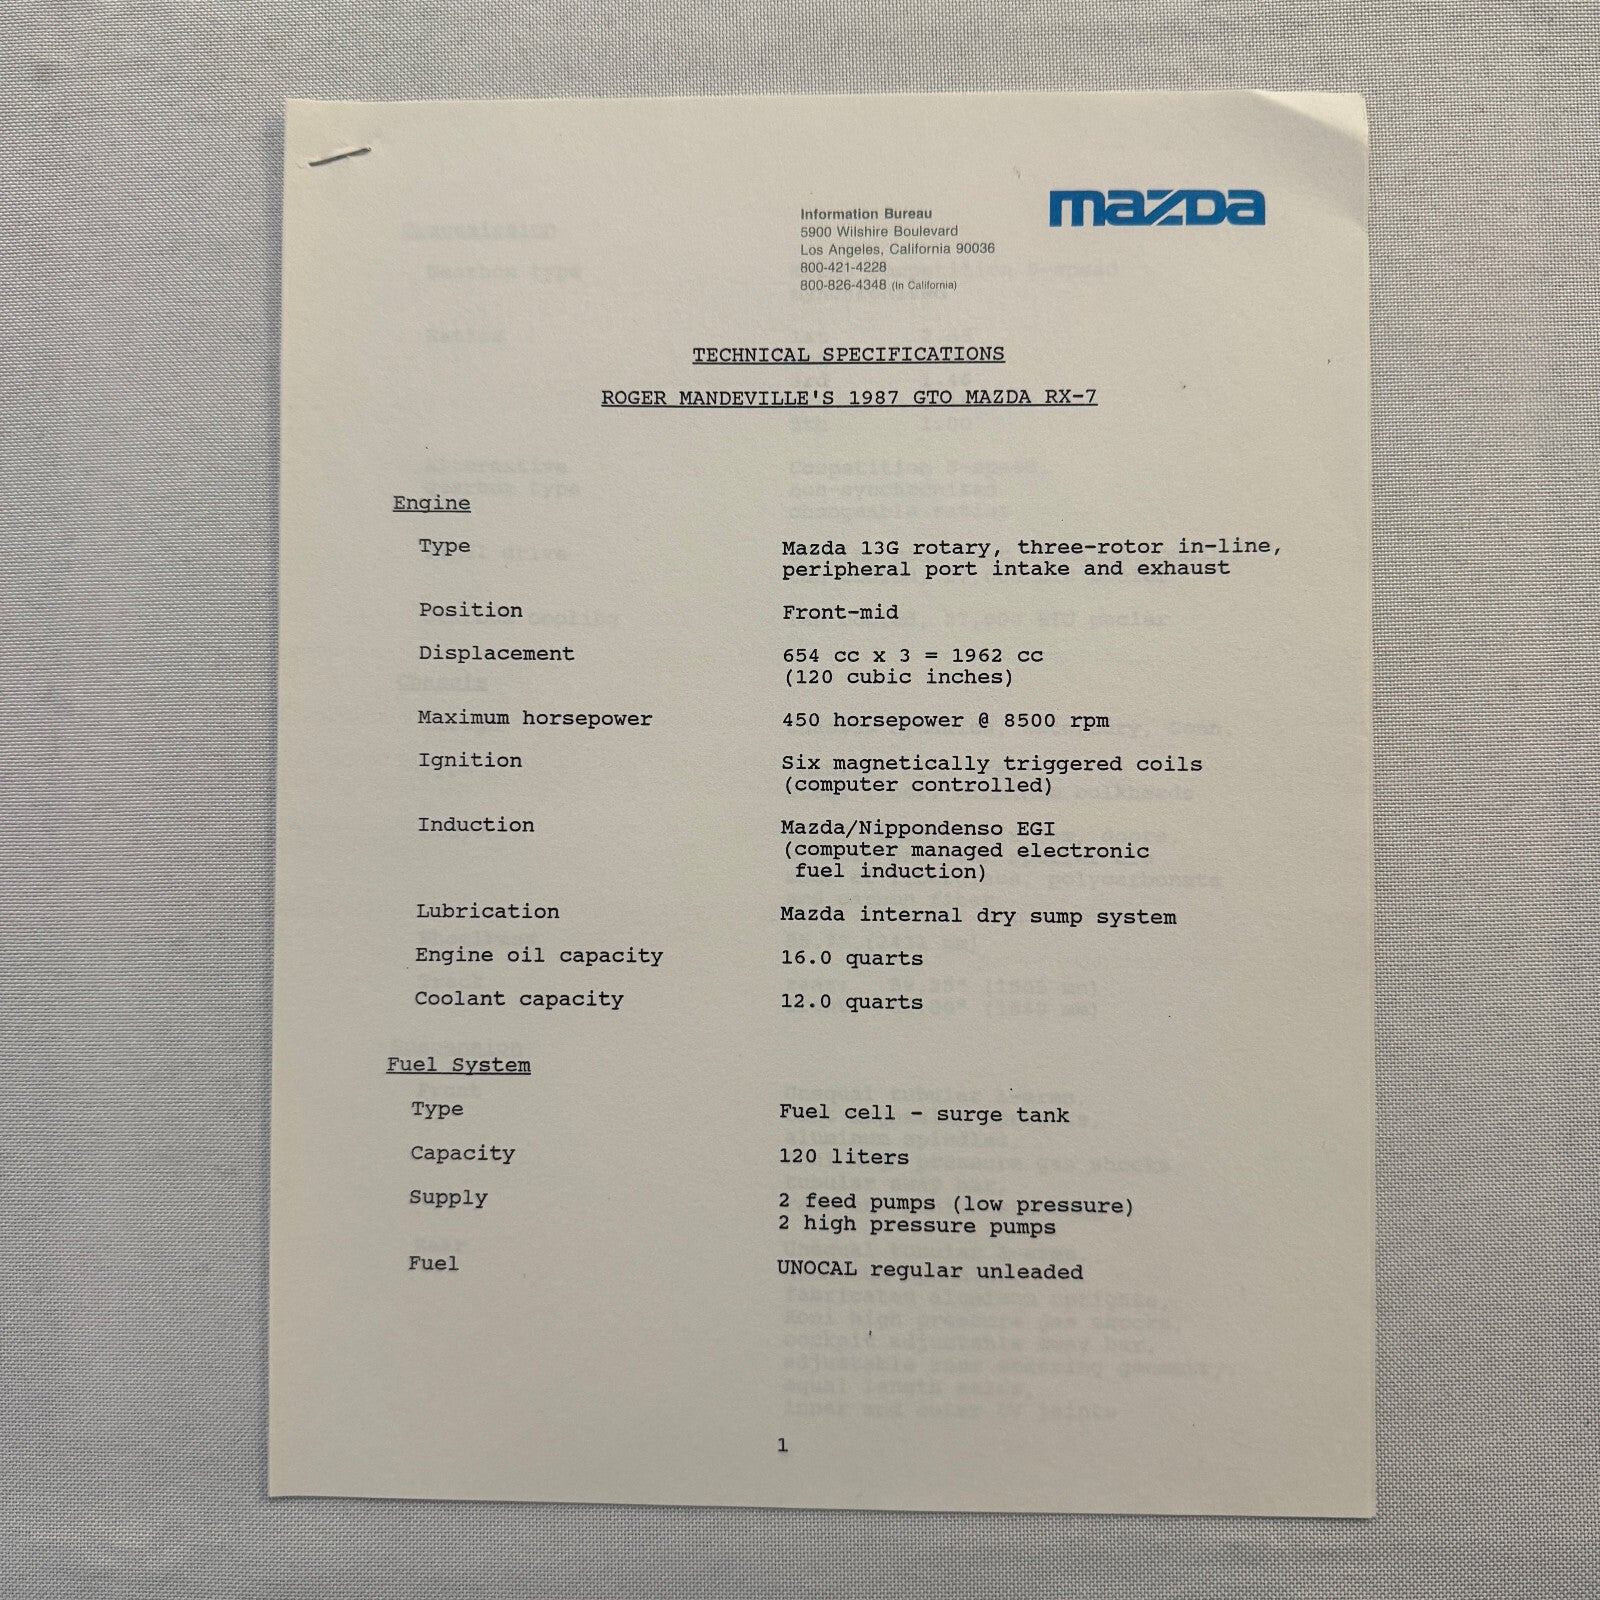 mazda
Information Bureau
5900 Wilshire Boulevard
Los Angeles, California 90036
800-421-4228
800-826-4348 (In California)
TECHNICAL SPECIFICATIONS
ROGER MANDEVILLE'S 1987 GTO MAZDA RX-7
Engine
Type Mazda 13G rotary, three-rotor in-line,
peripheral port intake and exhaust
Position Front-mid
Displacement 654 cc x 3 = 1962 cc
(120 cubic inches)
Maximum horsepower 450 horsepower @ 8500 rpm
Ignition Six magnetically triggered coils
(computer controlled)
Induction Mazda/Nippondenso EGI
(computer managed electronic
fuel induction)
Lubrication Mazda internal dry sump system
Engine oil capacity 16.0 quarts
Coolant capacity 12.0 quarts
Fuel System
Type Fuel cell - surge tank
Capacity 120 liters
Supply 2 feed pumps (low pressure)
2 high pressure pumps
Fuel UNOCAL regular unleaded
1